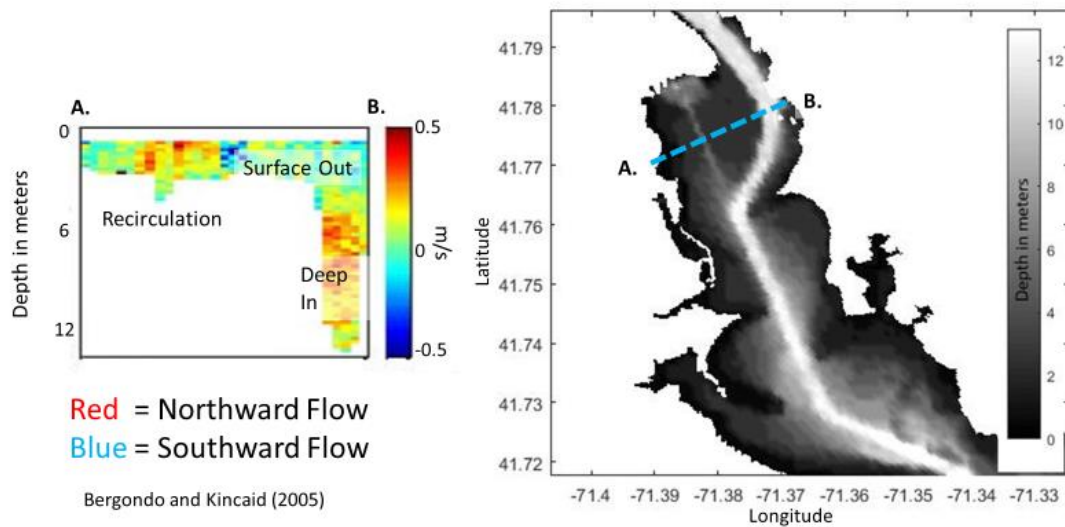 A.
B.
0
6
12
Depth in meters
Surface Out
Recirculation
Deep
In
0.5
0
-0.5
m/s
Red = Northward Flow
Blue = Southward Flow
Bergondo and Kincaid (2005)
41.79
41.78
41.77
41.76
41.75
41.74
41.73
41.72
Latitude
A.
B.
12
10
8
6
4
2
0
Depth in meters
-71.4 -71.39 -71.38 -71.37 -71.36 -71.35 -71.34 -71.33
Longitude